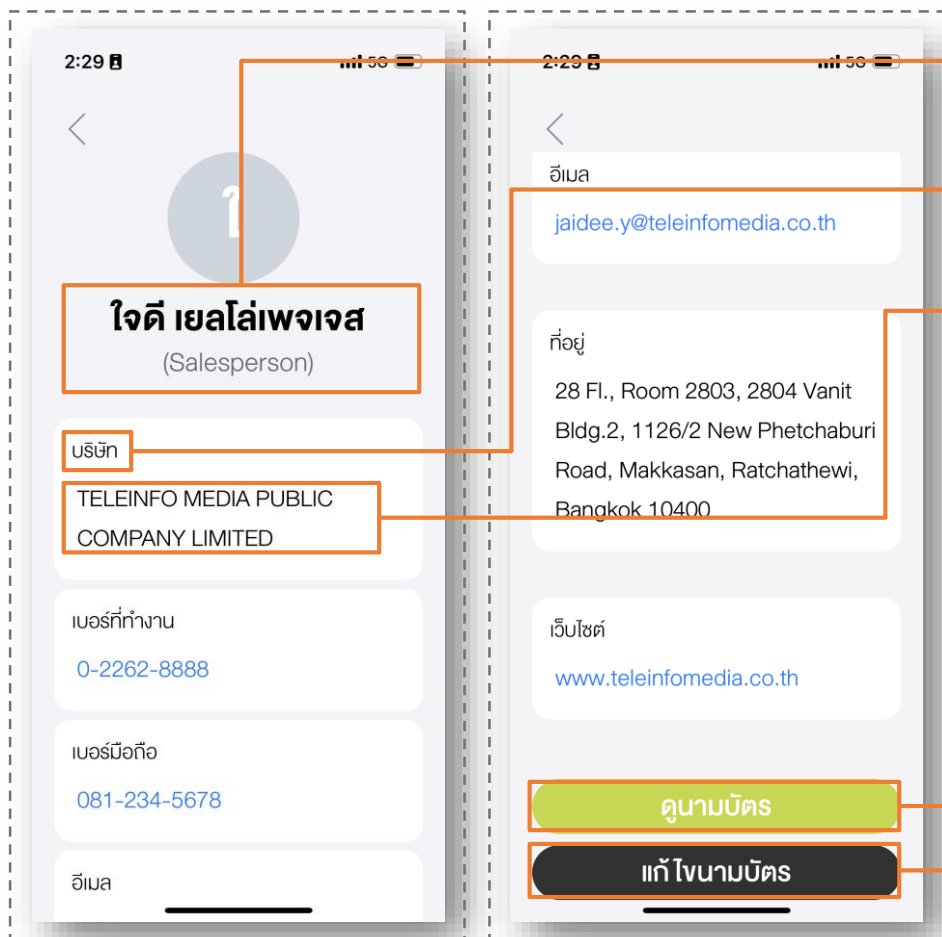 2:29
5G
ใ
ใจดี เยลโล่เพจเจส
(Salesperson)
บริษัท
TELEINFO MEDIA PUBLIC
COMPANY LIMITED
เบอร์ที่ทำงาน
0-2262-8888
เบอร์มือถือ
081-234-5678
อีเมล
2:29
5G
อีเมล
jaidee.y@teleinfomedia.co.th
ที่อยู่
28 Fl., Room 2803, 2804 Vanit
Bldg.2, 1126/2 New Phetchaburi
Road, Makkasan, Ratchathewi,
Bangkok 10400
เว็บไซต์
www.teleinfomedia.co.th
ดูนามบัตร
แก้ไขนามบัตร